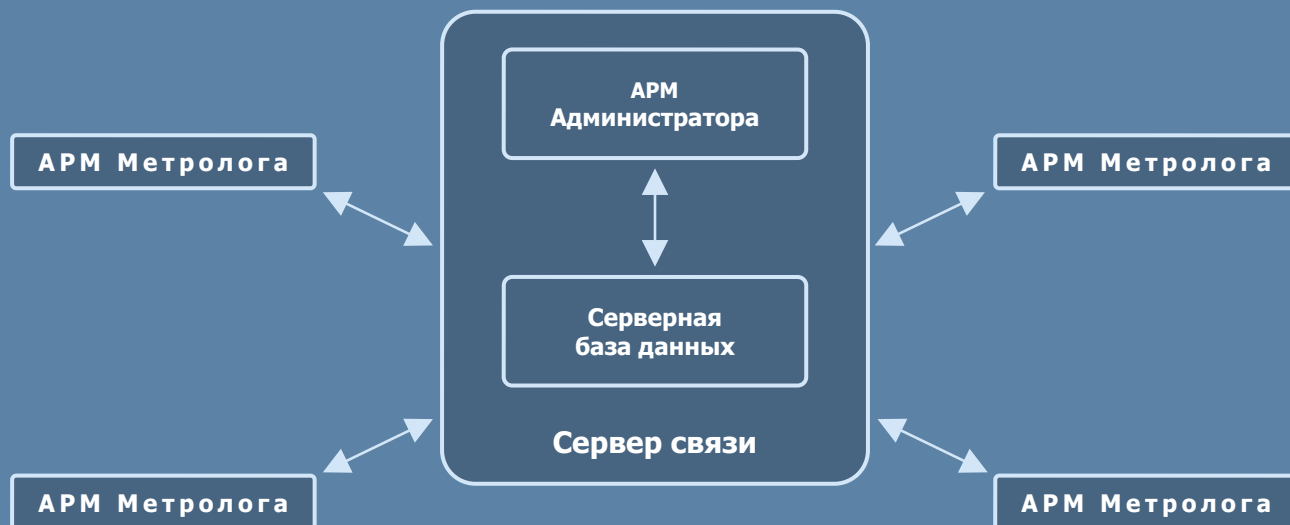 АРМ
Администратора
АРМ Метролога
АРМ Метролога
Серверная
база данных
Сервер связи
АРМ Метролога
АРМ Метролога